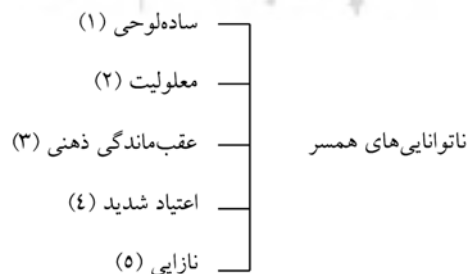 ساده‌لوحی (۱)
معلولیت (۲)
عقب‌ماندگی ذهنی (۳)
ناتوانایی‌های همسر
اعتیاد شدید (٤)
نازایی (٥)